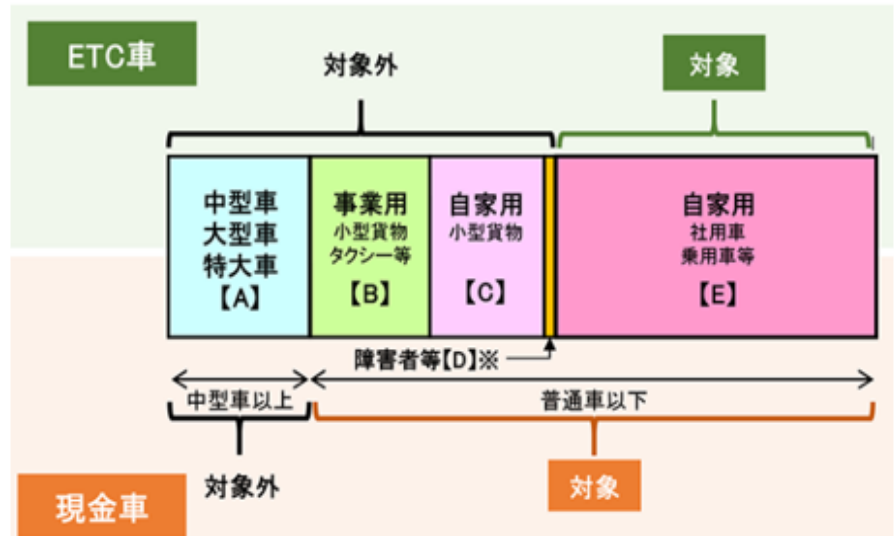 ETC車
対象外
対象
中型車
大型車
特大車
【A】
事業用
小型貨物
タクシー等
【B】
自家用
小型貨物
【C】
自家用
社用車
乗用車等
【E】
障害者等【D】※
中型車以上
普通車以下
対象外
対象
現金車